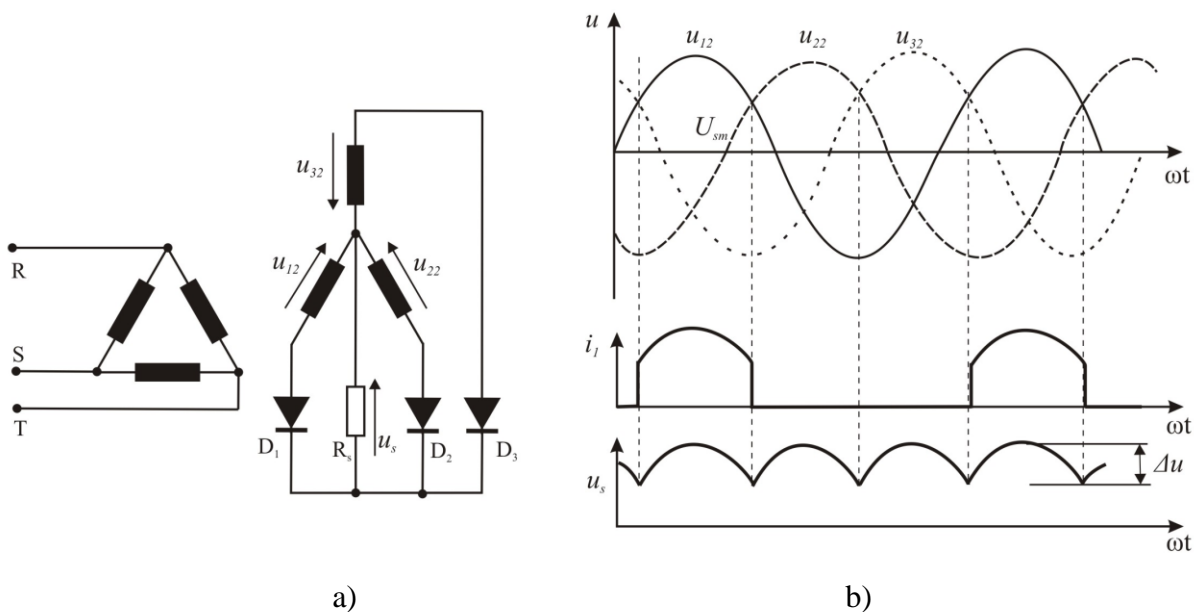 R
S
T
u₃₂
u₁₂
u₂₂
D₁
Rₛ
uₛ
D₂
D₃
a)
u
u₁₂
u₂₂
u₃₂
Uₛₘ
ωt
i₁
ωt
uₛ
Δu
ωt
b)